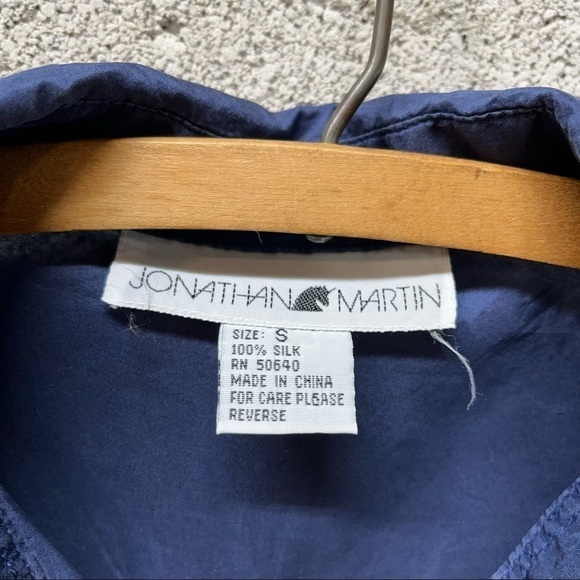 JONATHAN MARTIN
SIZE: S
100% SILK
RN 50640
MADE IN CHINA
FOR CARE PLEASE
REVERSE